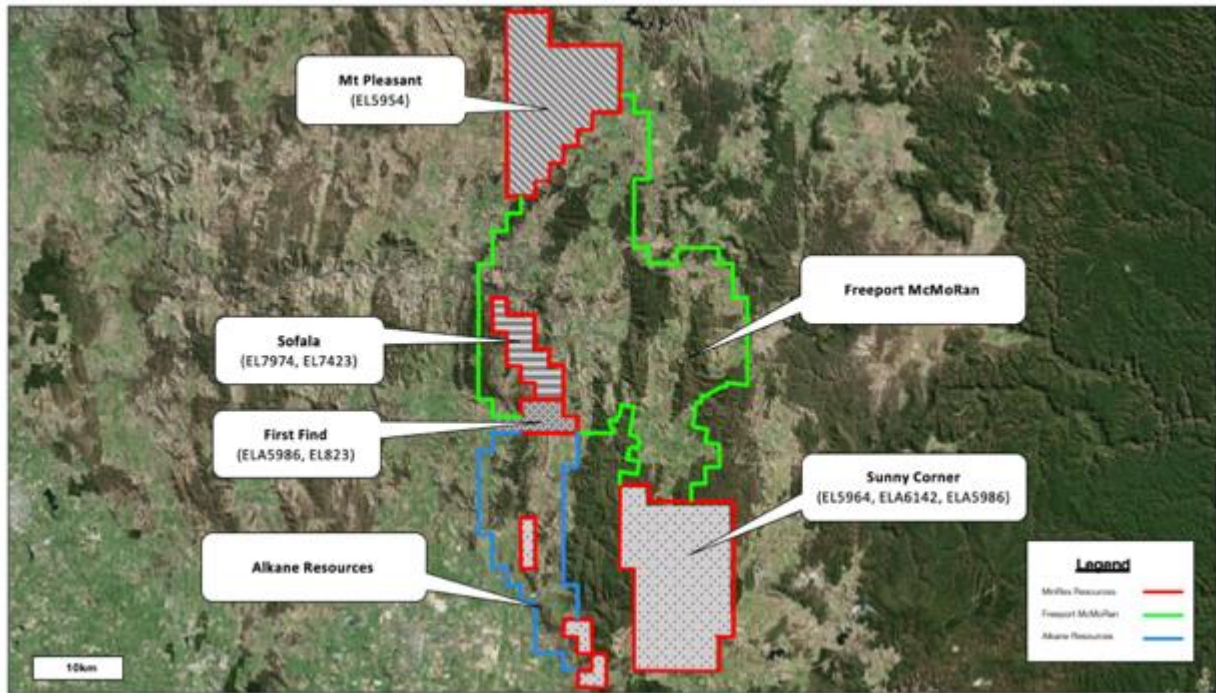 Mt Pleasant
(EL5954)
Freeport McMoRan
Sofala
(EL7974, EL7423)
First Find
(ELA5986, EL823)
Sunny Corner
(EL5964, ELA6142, ELA5986)
Alkane Resources
Legend
MinRex Resources
Freeport McMoRan
Alkane Resources
10km